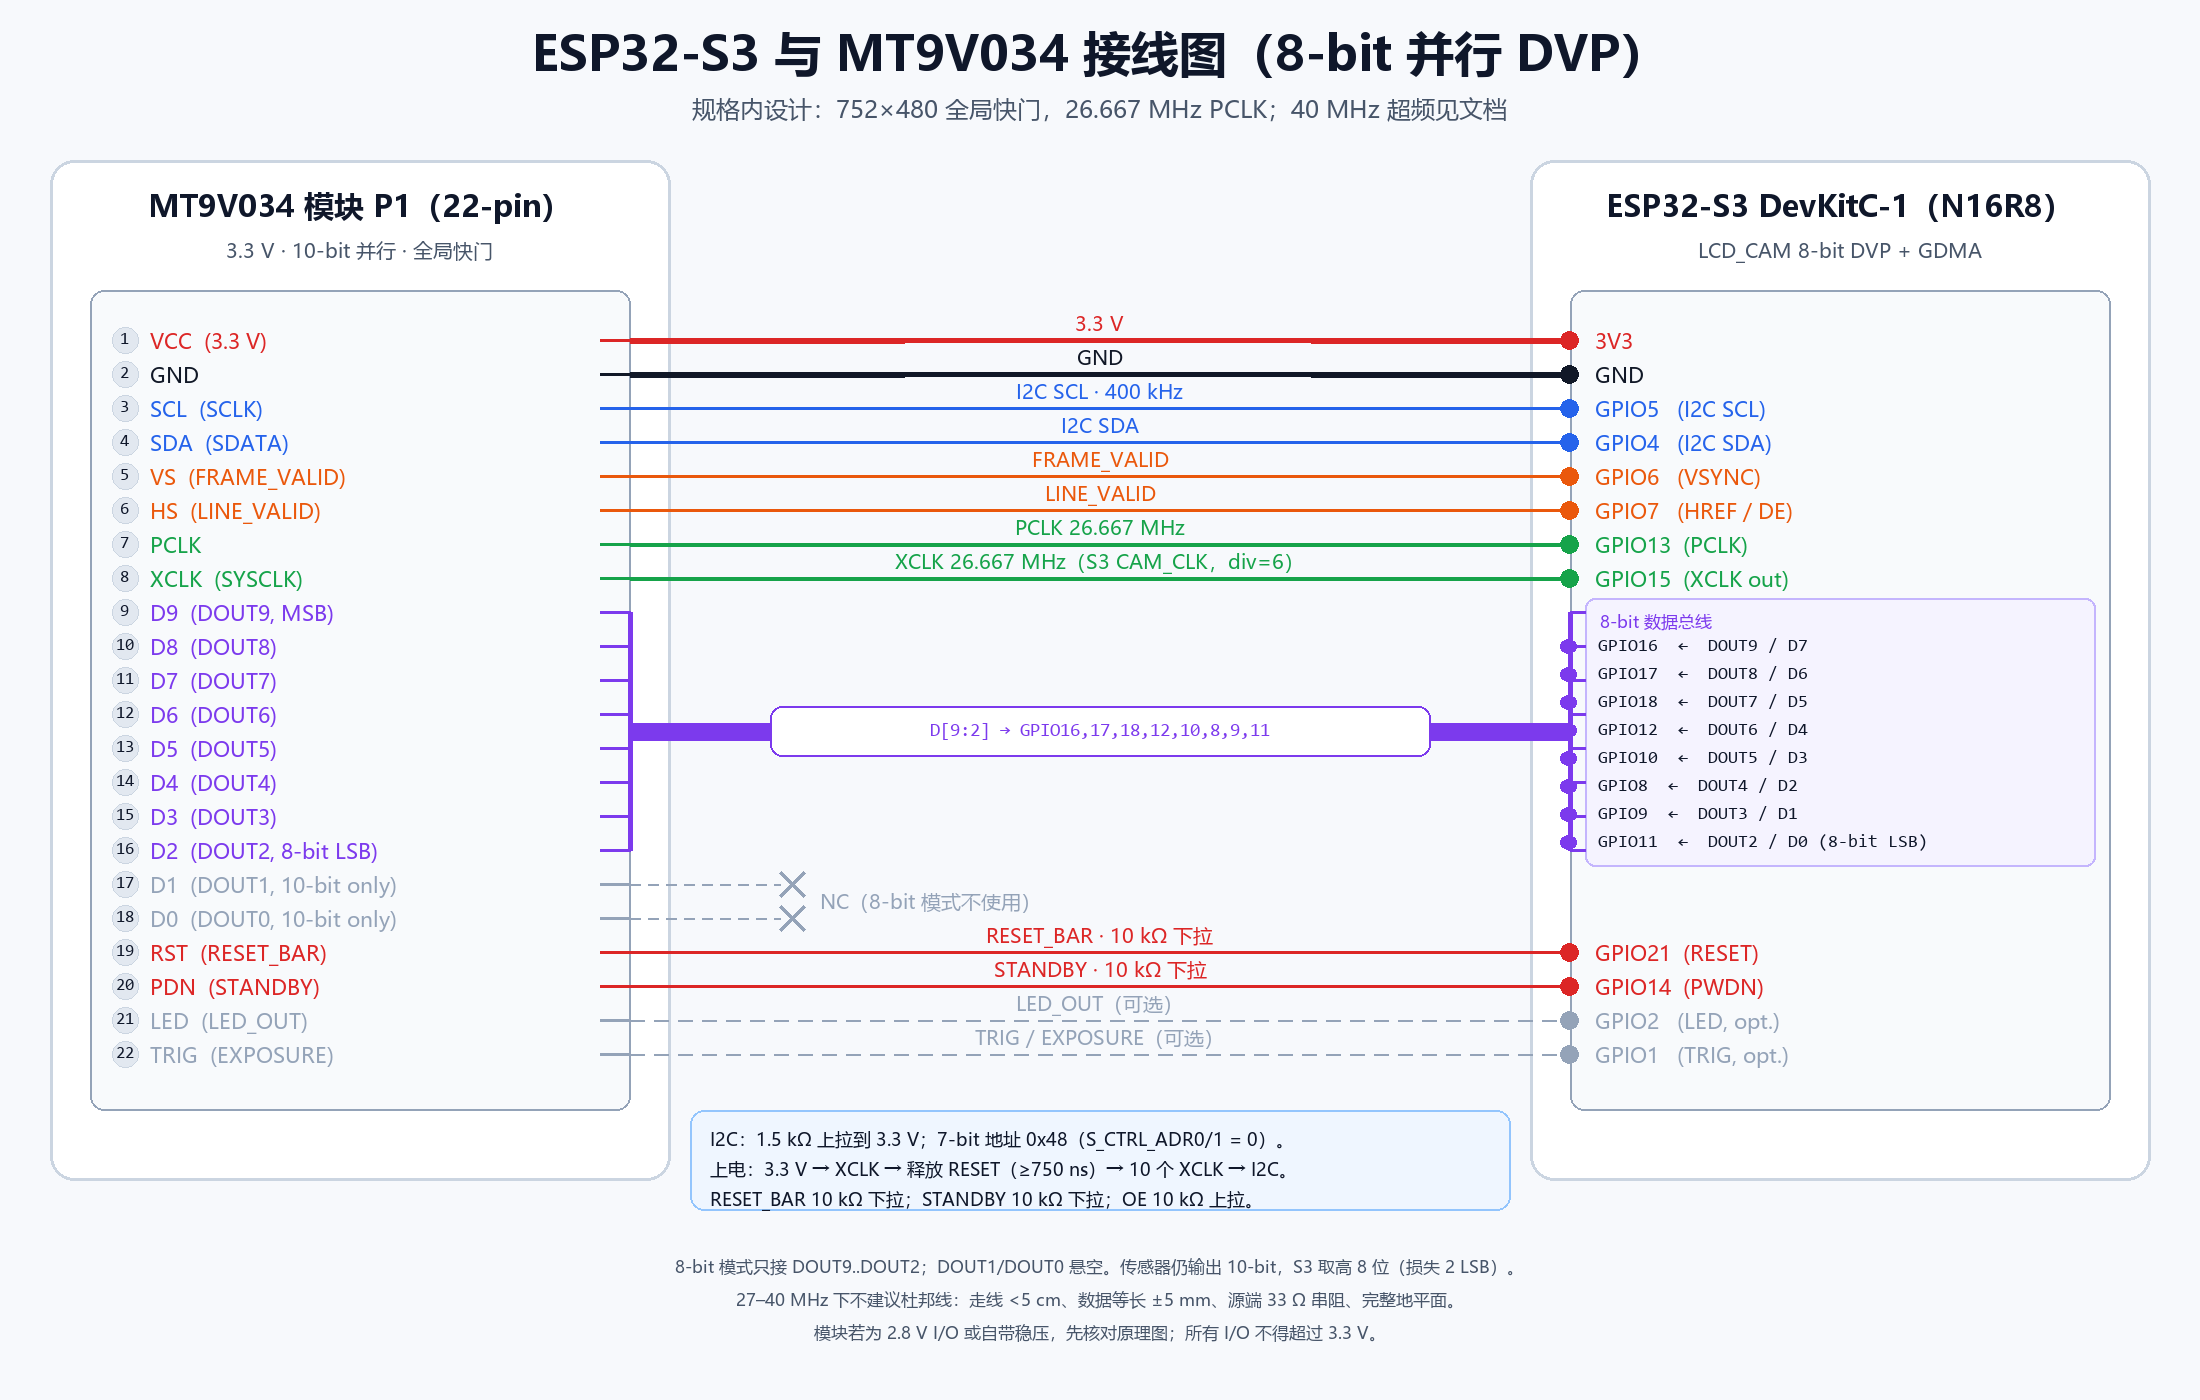 ESP32-S3 与 MT9V034 接线图（8-bit 并行 DVP）
规格内设计：752×480 全局快门，26.667 MHz PCLK；40 MHz 超频见文档
MT9V034 模块 P1（22-pin）
3.3 V · 10-bit 并行 · 全局快门
1 VCC (3.3 V)
2 GND
3 SCL (SCLK)
4 SDA (SDATA)
5 VS (FRAME_VALID)
6 HS (LINE_VALID)
7 PCLK
8 XCLK (SYSCLK)
9 D9 (DOUT9, MSB)
10 D8 (DOUT8)
11 D7 (DOUT7)
12 D6 (DOUT6)
13 D5 (DOUT5)
14 D4 (DOUT4)
15 D3 (DOUT3)
16 D2 (DOUT2, 8-bit LSB)
17 D1 (DOUT1, 10-bit only)
18 D0 (DOUT0, 10-bit only)
19 RST (RESET_BAR)
20 PDN (STANDBY)
21 LED (LED_OUT)
22 TRIG (EXPOSURE)
3.3 V
GND
I2C SCL · 400 kHz
I2C SDA
FRAME_VALID
LINE_VALID
PCLK 26.667 MHz
XCLK 26.667 MHz（S3 CAM_CLK，div=6）
D[9:2] → GPIO16,17,18,12,10,8,9,11
NC（8-bit 模式不使用）
RESET_BAR · 10 kΩ 下拉
STANDBY · 10 kΩ 下拉
LED_OUT（可选）
TRIG / EXPOSURE（可选）
ESP32-S3 DevKitC-1（N16R8）
LCD_CAM 8-bit DVP + GDMA
3V3
GND
GPIO5 (I2C SCL)
GPIO4 (I2C SDA)
GPIO6 (VSYNC)
GPIO7 (HREF / DE)
GPIO13 (PCLK)
GPIO15 (XCLK out)
8-bit 数据总线
GPIO16 ← DOUT9 / D7
GPIO17 ← DOUT8 / D6
GPIO18 ← DOUT7 / D5
GPIO12 ← DOUT6 / D4
GPIO10 ← DOUT5 / D3
GPIO8 ← DOUT4 / D2
GPIO9 ← DOUT3 / D1
GPIO11 ← DOUT2 / D0 (8-bit LSB)
GPIO21 (RESET)
GPIO14 (PWDN)
GPIO2 (LED, opt.)
GPIO1 (TRIG, opt.)
I2C：1.5 kΩ 上拉到 3.3 V；7-bit 地址 0x48（S_CTRL_ADR0/1 = 0）。
上电：3.3 V → XCLK → 释放 RESET（≥750 ns）→ 10 个 XCLK → I2C。
RESET_BAR 10 kΩ 下拉；STANDBY 10 kΩ 下拉；OE 10 kΩ 上拉。
8-bit 模式只接 DOUT9..DOUT2；DOUT1/DOUT0 悬空。传感器仍输出 10-bit，S3 取高 8 位（损失 2 LSB）。
27–40 MHz 下不建议杜邦线：走线 <5 cm、数据等长 ±5 mm、源端 33 Ω 串阻、完整地平面。
模块若为 2.8 V I/O 或自带稳压，先核对原理图；所有 I/O 不得超过 3.3 V。